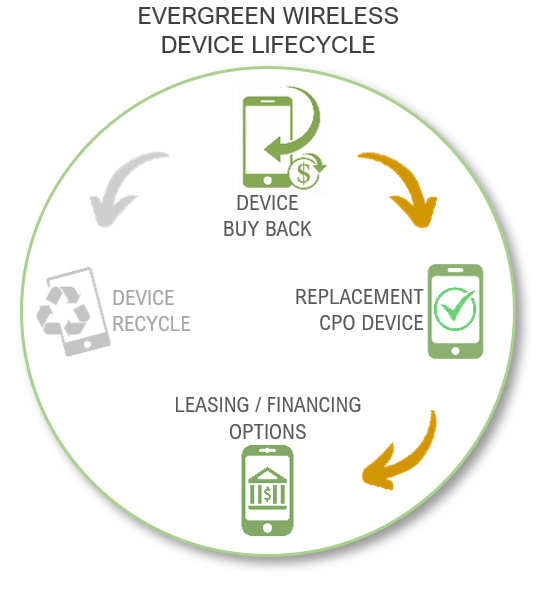 EVERGREEN WIRELESS
DEVICE LIFECYCLE
$
DEVICE
BUY BACK
DEVICE
RECYCLE
REPLACEMENT
CPO DEVICE
LEASING / FINANCING
OPTIONS
$